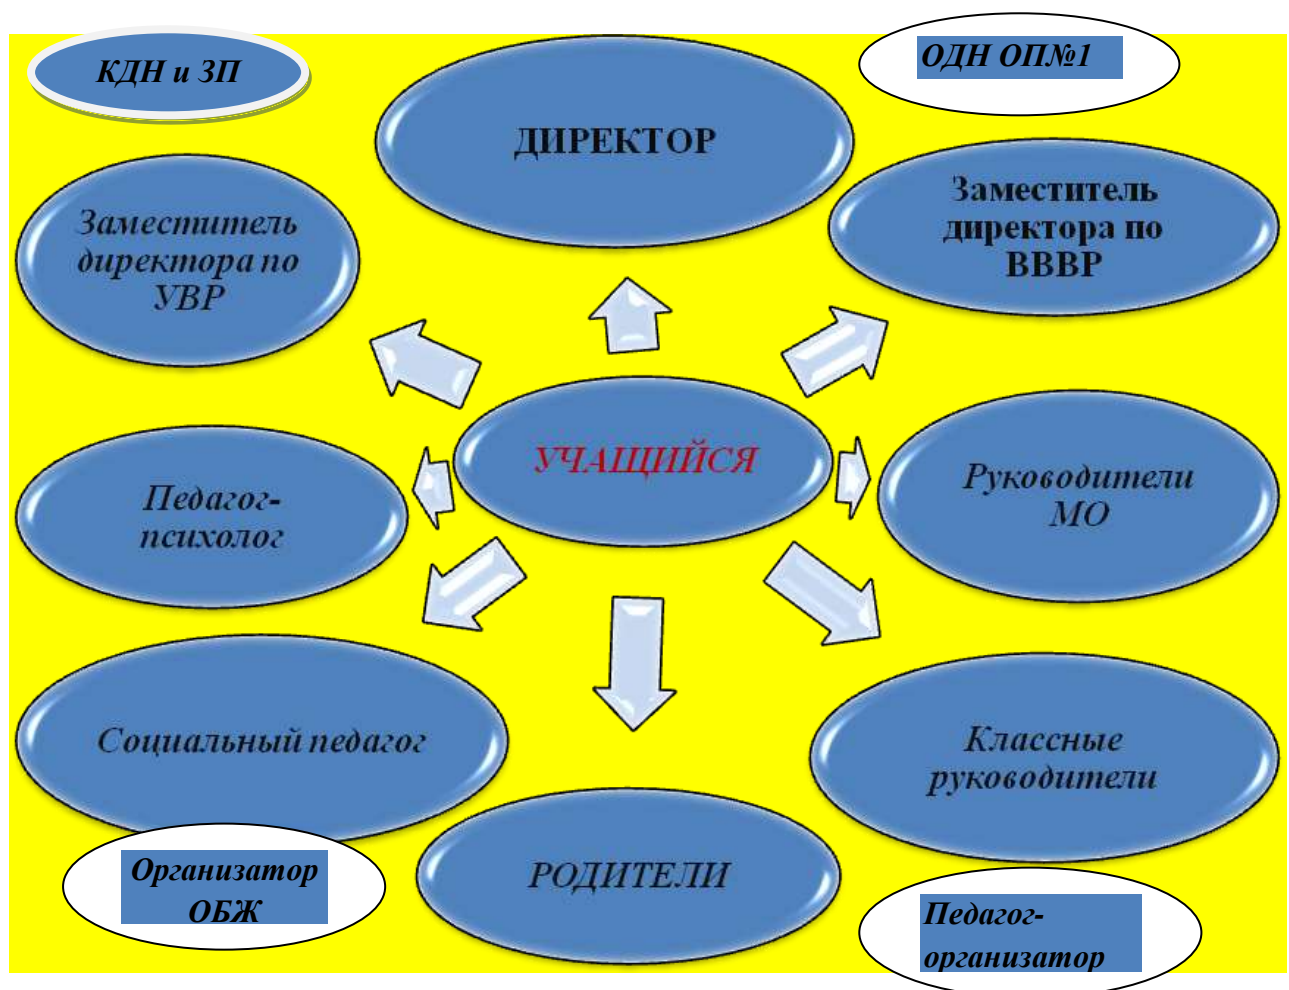 КДН и ЗП
ОДН ОП№1
ДИРЕКТОР
Заместитель
директора по
УВР
Заместитель
директора по
ВВВР
УЧАЩИЙСЯ
Педагог-
психолог
Руководители
МО
Социальный педагог
Классные
руководители
РОДИТЕЛИ
Организатор
ОБЖ
Педагог-
организатор